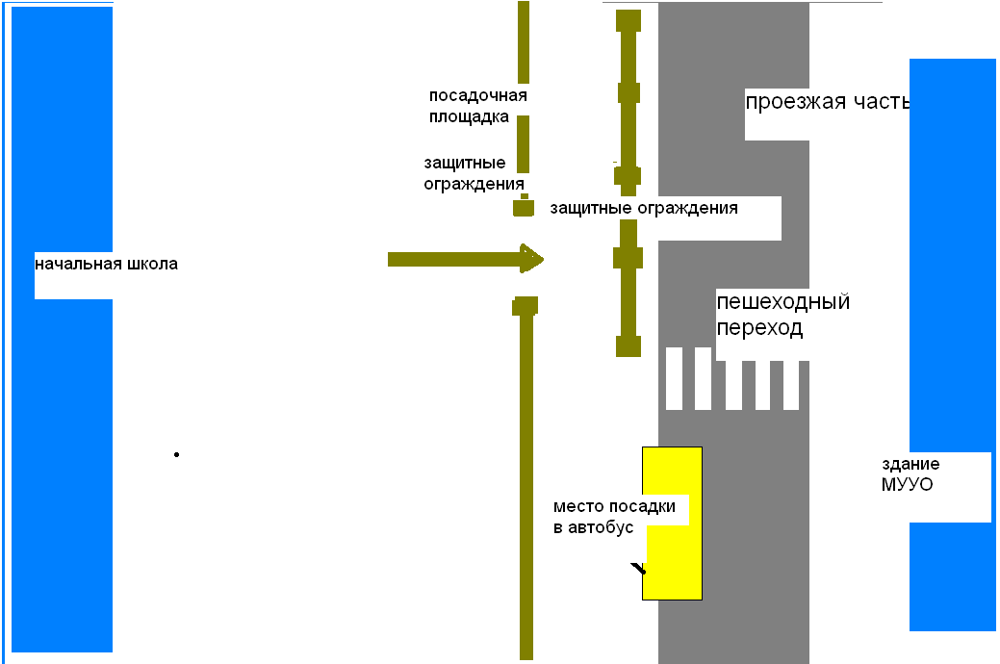 посадочная
площадка
проезжая часть
защитные
ограждения
защитные ограждения
начальная школа
пешеходный
переход
здание
МУУО
место посадки
в автобус